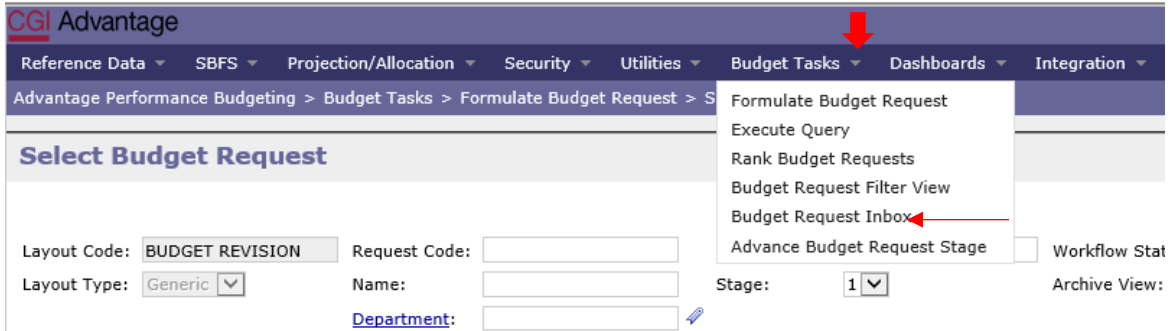 CGI Advantage
Reference Data SBFS Projection/Allocation Security Utilities Budget Tasks Dashboards Integration
Advantage Performance Budgeting > Budget Tasks > Formulate Budget Request > S
Formulate Budget Request
Execute Query
Rank Budget Requests
Budget Request Filter View
Budget Request Inbox
Advance Budget Request Stage
Select Budget Request
Layout Code: BUDGET REVISION Request Code: Workflow Stat
Layout Type: Generic Name: Stage: 1 Archive View:
Department: